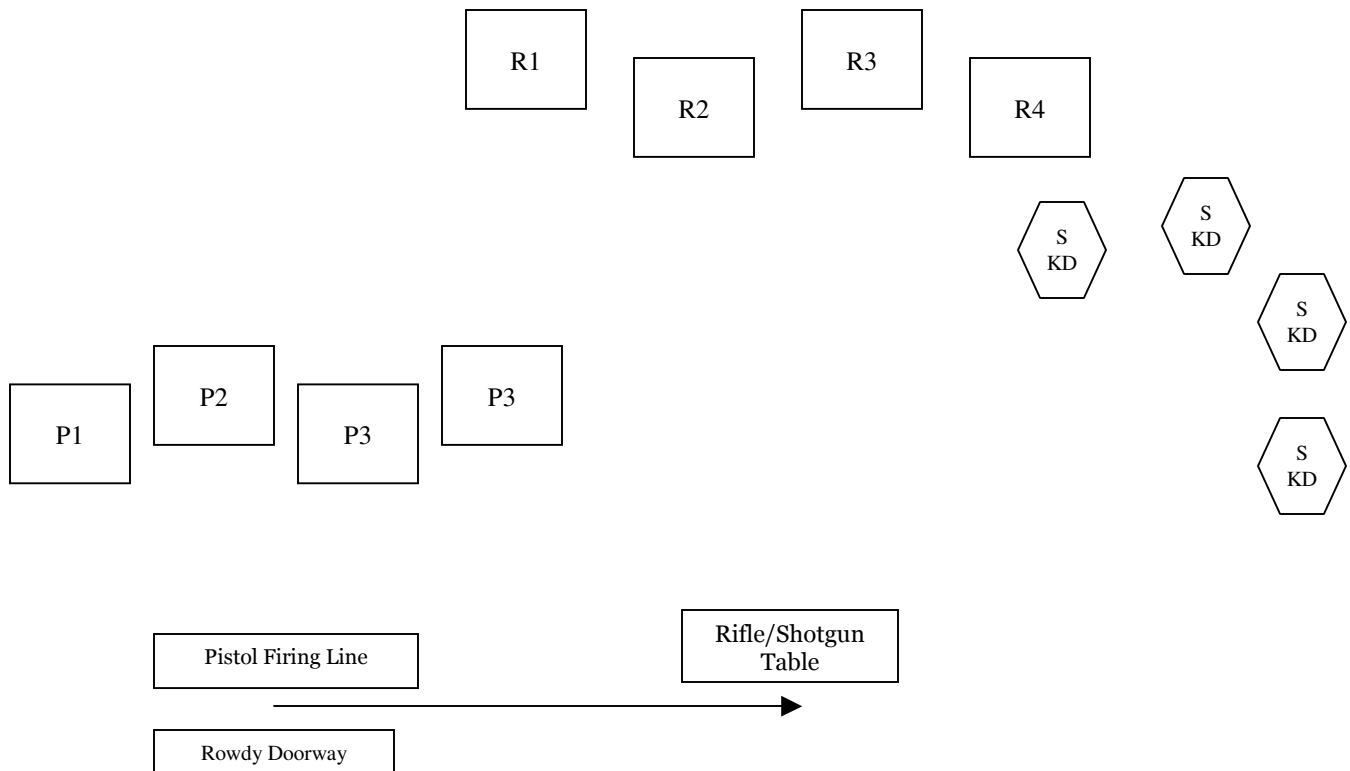 R1
R2
R3
R4
S
KD
S
KD
S
KD
S
KD
P1
P2
P3
P3
Pistol Firing Line
Rifle/Shotgun
Table
Rowdy Doorway